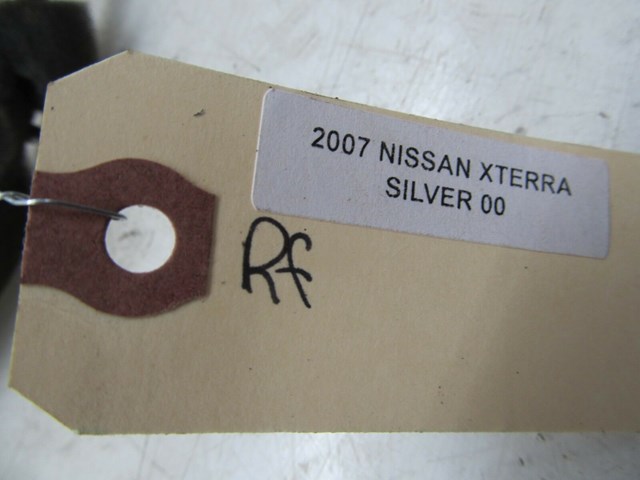 2007 NISSAN XTERRA
SILVER 00
Rf